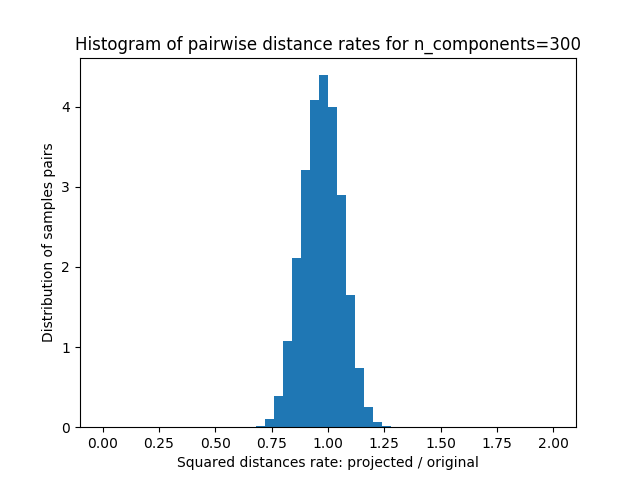 Histogram of pairwise distance rates for n_components=300
Distribution of samples pairs
4
3
2
1
0
0.00 0.25 0.50 0.75 1.00 1.25 1.50 1.75 2.00
Squared distances rate: projected / original